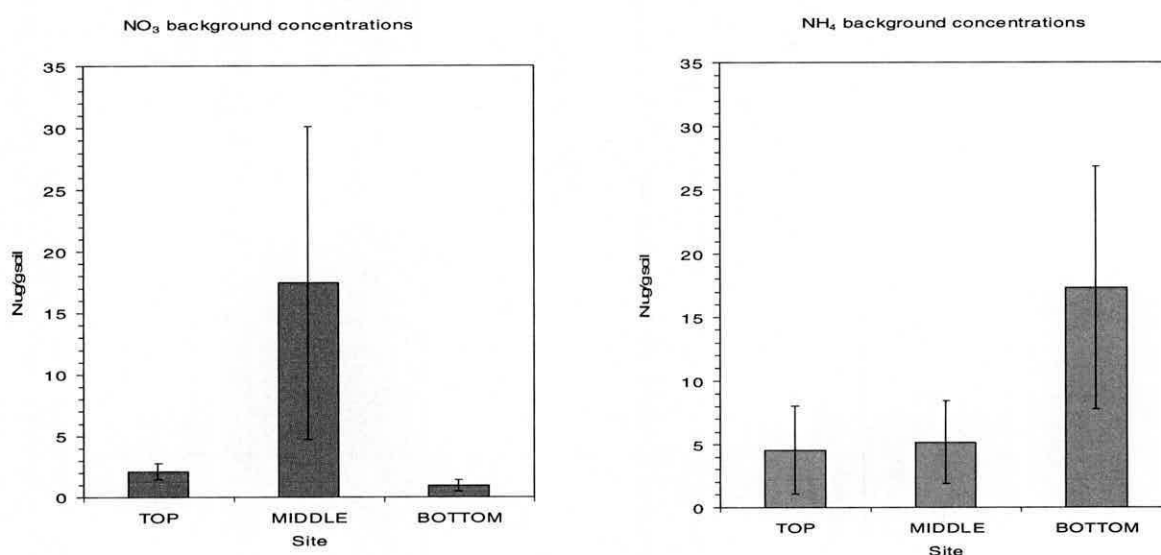 NO₃ background concentrations
35
30
25
20
15
10
5
0
Nug/gsoil
TOP MIDDLE BOTTOM
Site
NH₄ background concentrations
35
30
25
20
15
10
5
0
Nug/gsoil
TOP MIDDLE BOTTOM
Site